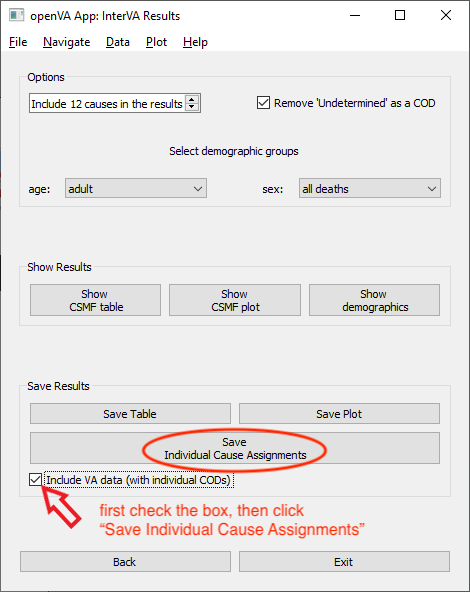 openVA App: InterVA Results
File Navigate Data Plot Help
Options
Include 12 causes in the results
Remove 'Undetermined' as a COD
Select demographic groups
age: adult sex: all deaths
Show Results
Show
CSMF table
Show
CSMF plot
Show
demographics
Save Results
Save Table
Save Plot
Save
Individual Cause Assignments
Include VA data (with individual CODs)
first check the box, then click
“Save Individual Cause Assignments”
Back
Exit